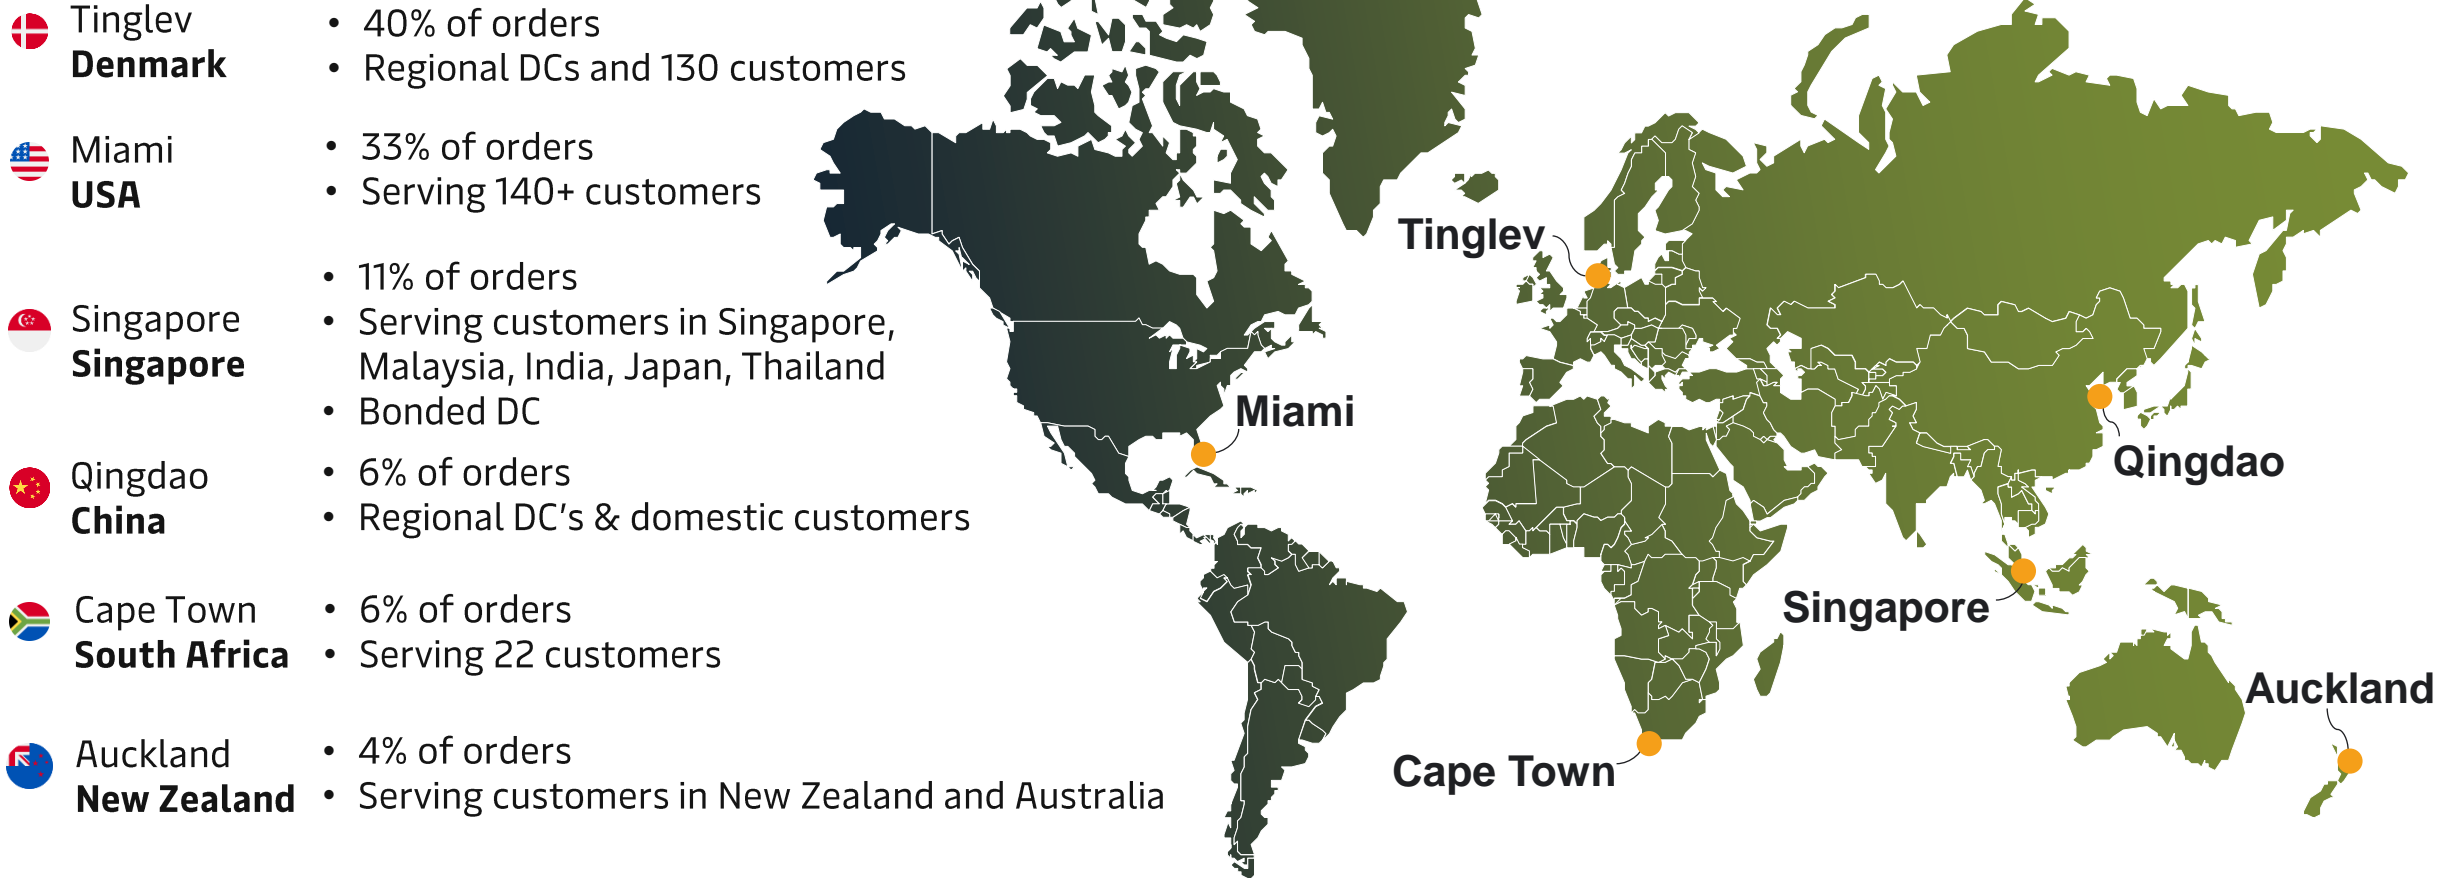 Tinglev
Denmark
• 40% of orders
• Regional DCs and 130 customers
Miami
USA
• 33% of orders
• Serving 140+ customers
Singapore
Singapore
• 11% of orders
• Serving customers in Singapore,
Malaysia, India, Japan, Thailand
• Bonded DC
Qingdao
China
• 6% of orders
• Regional DC’s & domestic customers
Cape Town
South Africa
• 6% of orders
• Serving 22 customers
Auckland
New Zealand
• 4% of orders
• Serving customers in New Zealand and Australia
Tinglev
Miami
Qingdao
Singapore
Auckland
Cape Town